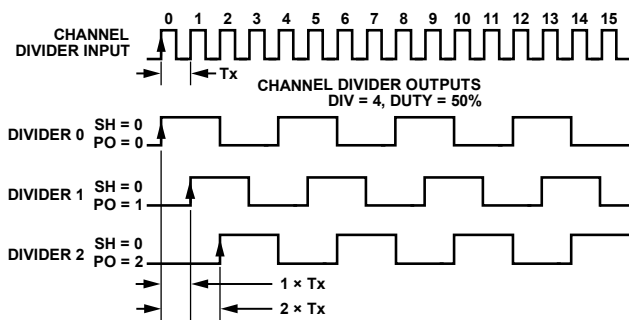 0 1 2 3 4 5 6 7 8 9 10 11 12 13 14 15
CHANNEL
DIVIDER INPUT
Tx
CHANNEL DIVIDER OUTPUTS
DIV = 4, DUTY = 50%
DIVIDER 0
SH = 0
PO = 0
DIVIDER 1
SH = 0
PO = 1
DIVIDER 2
SH = 0
PO = 2
1 × Tx
2 × Tx